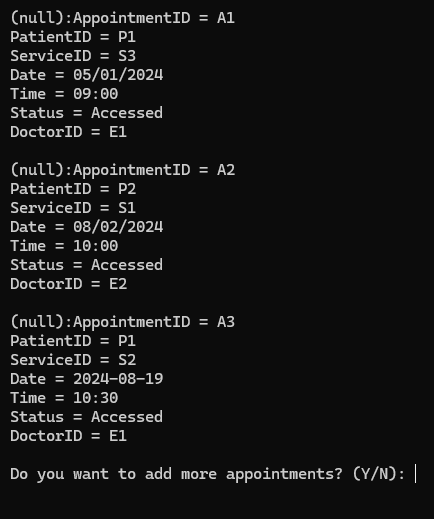 (null):AppointmentID = A1
PatientID = P1
ServiceID = S3
Date = 05/01/2024
Time = 09:00
Status = Accessed
DoctorID = E1
(null):AppointmentID = A2
PatientID = P2
ServiceID = S1
Date = 08/02/2024
Time = 10:00
Status = Accessed
DoctorID = E2
(null):AppointmentID = A3
PatientID = P1
ServiceID = S2
Date = 2024-08-19
Time = 10:30
Status = Accessed
DoctorID = E1
Do you want to add more appointments? (Y/N):